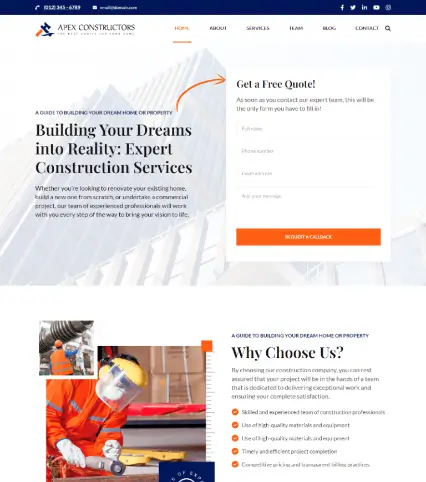 (012) 345 - 6789
email@domain.com
APEX CONSTRUCTORS
HOME
ABOUT
SERVICES
TEAM
BLOG
CONTACT
Get a Free Quote!
As soon as you contact our expert team, this will be
the only form you have to fill in!
Full name
Phone number
Email address
Add your message
REQUEST A CALLBACK
A GUIDE TO BUILDING YOUR DREAM HOME OR PROPERTY
Building Your Dreams
into Reality: Expert
Construction Services
Whether you're looking to renovate your existing home,
build a new one from scratch, or undertake a commercial
project, our team of experienced professionals will work
with you every step of the way to bring your vision to life.
A GUIDE TO BUILDING YOUR DREAM HOME OR PROPERTY
Why Choose Us?
By choosing our construction company, you can rest
assured that your project will be in the hands of a team
that is dedicated to delivering exceptional work and
ensuring your complete satisfaction.
Skilled and experienced team of construction professionals
Use of high-quality materials and equipment
Use of high-quality materials and equipment
Timely and efficient project completion
Competitive pricing and transparent billing practices